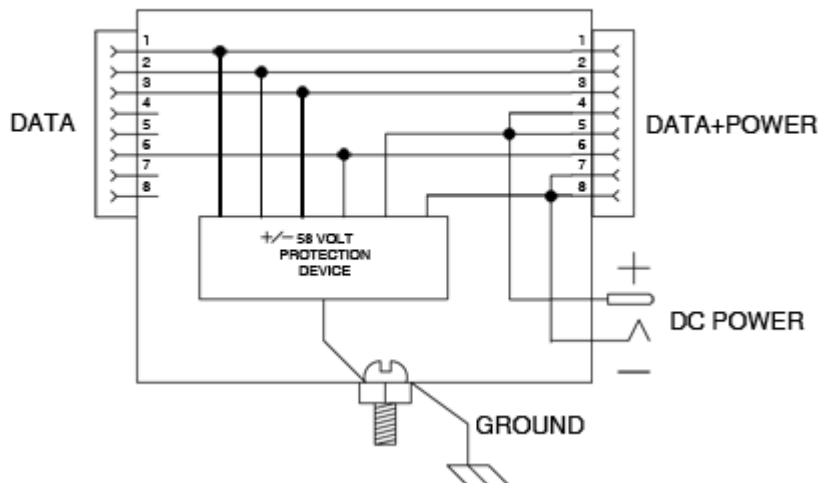 1
2
3
4
5
6
7
8
DATA
1
2
3
4
5
6
7
8
DATA+POWER
+/- 58 VOLT
PROTECTION
DEVICE
+
DC POWER
-
GROUND